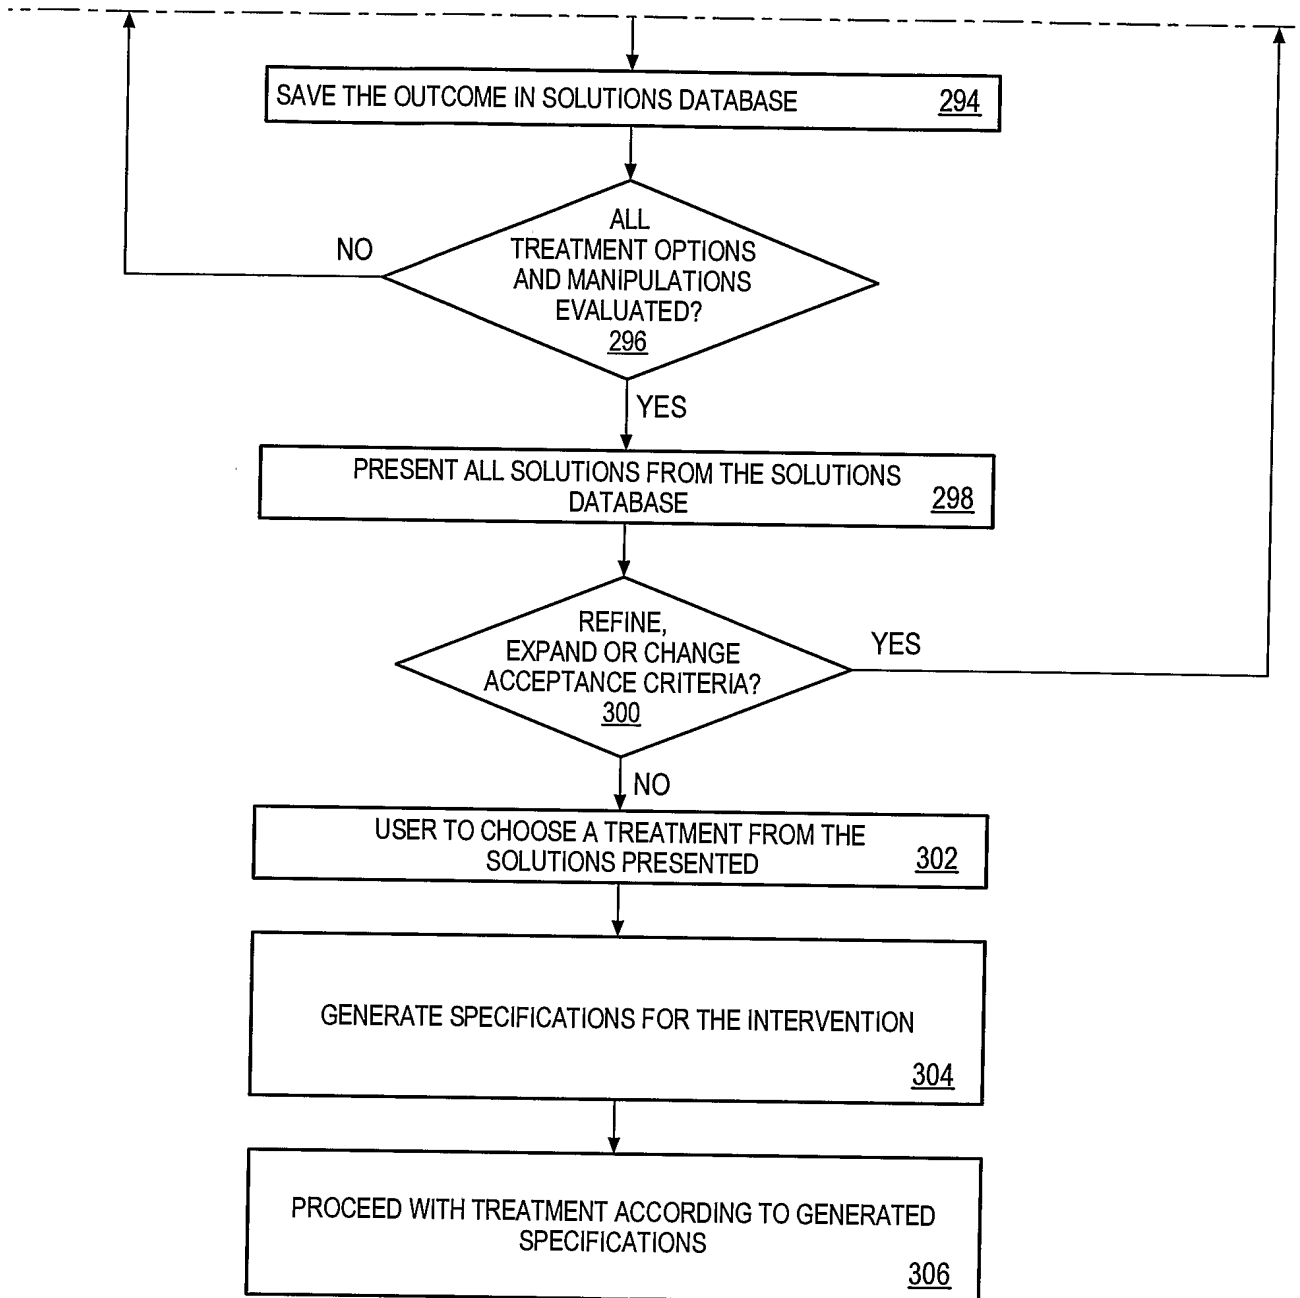 SAVE THE OUTCOME IN SOLUTIONS DATABASE 294
ALL
TREATMENT OPTIONS
AND MANIPULATIONS
EVALUATED?
296
NO
YES
PRESENT ALL SOLUTIONS FROM THE SOLUTIONS
DATABASE 298
REFINE,
EXPAND OR CHANGE
ACCEPTANCE CRITERIA?
300
YES
NO
USER TO CHOOSE A TREATMENT FROM THE
SOLUTIONS PRESENTED 302
GENERATE SPECIFICATIONS FOR THE INTERVENTION
304
PROCEED WITH TREATMENT ACCORDING TO GENERATED
SPECIFICATIONS
306